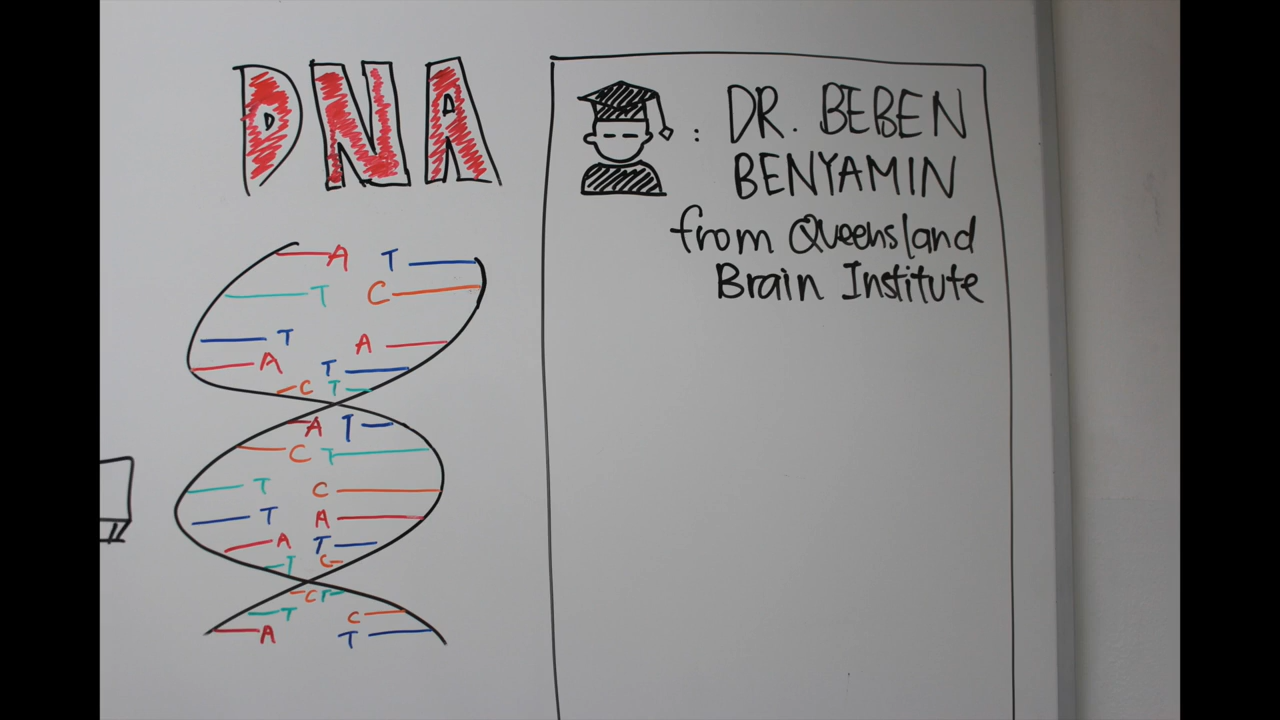 DNA
A T
T C
T A
A T
C T
A T
C T
T C
T A
A T
T C
C T
T C
A T
: DR. BEBEN
BENYAMIN
from Queensland
Brain Institute